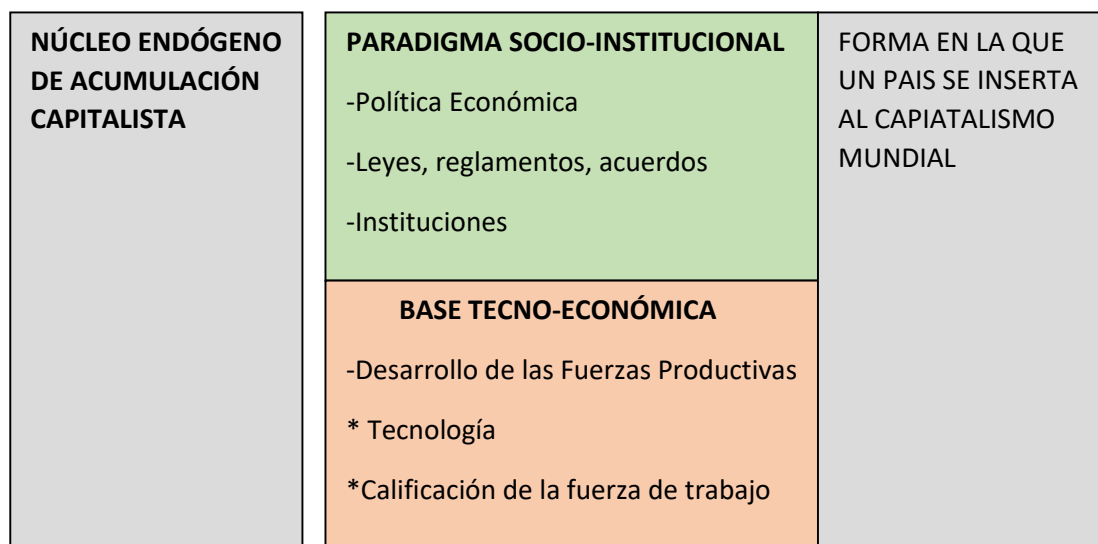 NÚCLEO ENDÓGENO
DE ACUMULACIÓN
CAPITALISTA
PARADIGMA SOCIO-INSTITUCIONAL
-Política Económica
-Leyes, reglamentos, acuerdos
-Instituciones
BASE TECNO-ECONÓMICA
-Desarrollo de las Fuerzas Productivas
* Tecnología
*Calificación de la fuerza de trabajo
FORMA EN LA QUE
UN PAIS SE INSERTA
AL CAPIATALISMO
MUNDIAL